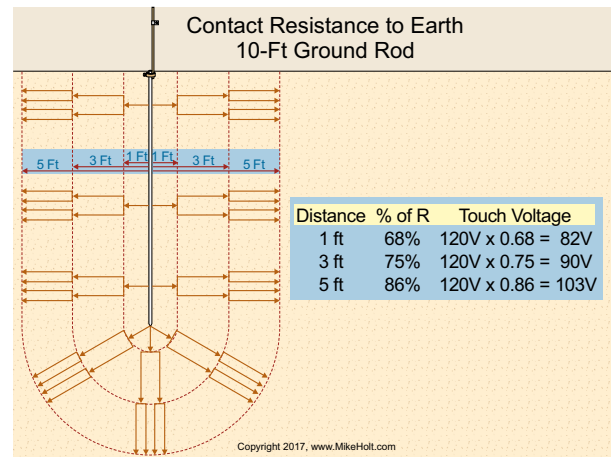 Contact Resistance to Earth
10-Ft Ground Rod
5 Ft 3 Ft 1 Ft 1 Ft 3 Ft 5 Ft
Distance % of R Touch Voltage
1 ft 68% 120V x 0.68 = 82V
3 ft 75% 120V x 0.75 = 90V
5 ft 86% 120V x 0.86 = 103V
Copyright 2017, www.MikeHolt.com